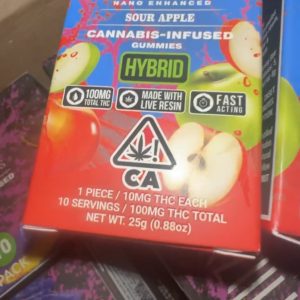 NANO ENHANCED
SOUR APPLE
CANNABIS-INFUSED
GUMMIES
HYBRID
100MG
TOTAL THC
MADE WITH
LIVE RESIN
FAST
ACTING
CA
1 PIECE / 10MG THC EACH
10 SERVINGS / 100MG THC TOTAL
NET WT. 25g (0.88oz)
PACK